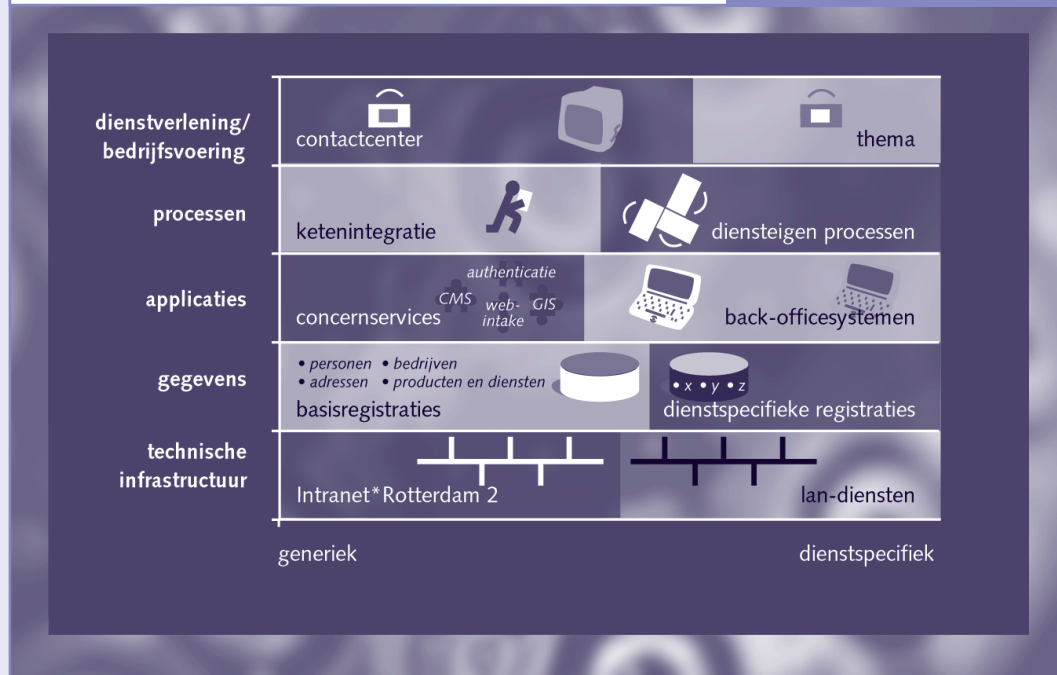 dienstverlening/
bedrijfsvoering
contactcenter
thema
processen
ketenintegratie
diensteigen processen
applicaties
authenticatie
CMS
web-
intake
GIS
concernservices
back-officesystemen
gegevens
• personen • bedrijven
• adressen • producten en diensten
basisregistraties
• x • y • z
dienstspecifieke registraties
technische
infrastructuur
Intranet*Rotterdam 2
lan-diensten
generiek
dienstspecifiek